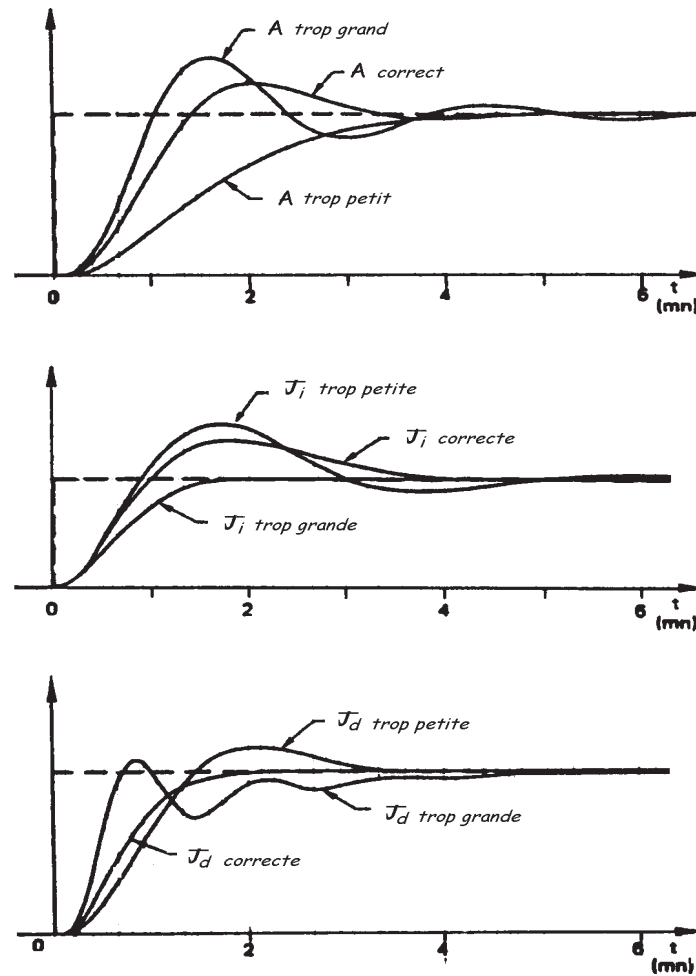 A trop grand
A correct
A trop petit
0 2 4 6 t
(mn)
Ji trop petite
Ji correcte
Ji trop grande
0 2 4 6 t
(mn)
Jd trop petite
Jd trop grande
Jd correcte
0 2 4 6 t
(mn)